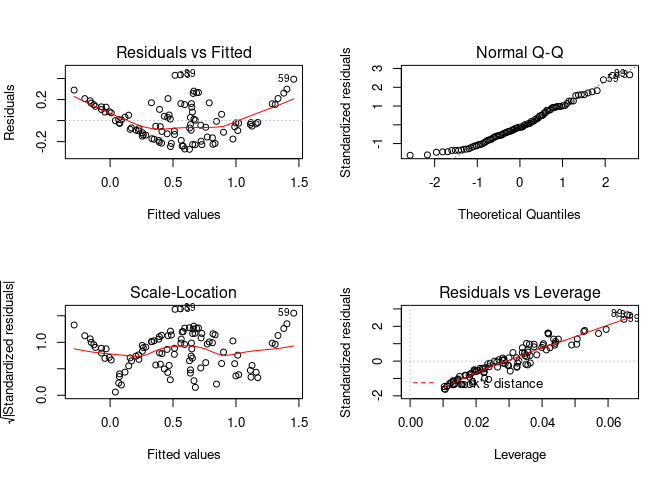 Residuals vs Fitted
Residuals
-0.2
0.2
59
0.0
0.5
1.0
1.5
Fitted values
Normal Q-Q
Standardized residuals
-1
1
2
3
59
-2
-1
0
1
2
Theoretical Quantiles
Scale-Location
√|Standardized residuals|
0.0
1.0
59
0.0
0.5
1.0
1.5
Fitted values
Residuals vs Leverage
Standardized residuals
-2
0
2
Cook's distance
0.00
0.02
0.04
0.06
Leverage